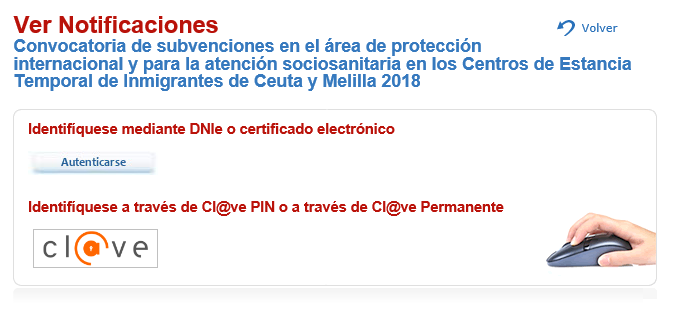 Ver Notificaciones
Volver
Convocatoria de subvenciones en el área de protección
internacional y para la atención sociosanitaria en los Centros de Estancia
Temporal de Inmigrantes de Ceuta y Melilla 2018
Identifíquese mediante DNIe o certificado electrónico
Autenticarse
Identifíquese a través de Cl@ve PIN o a través de Cl@ve Permanente
cl@ve